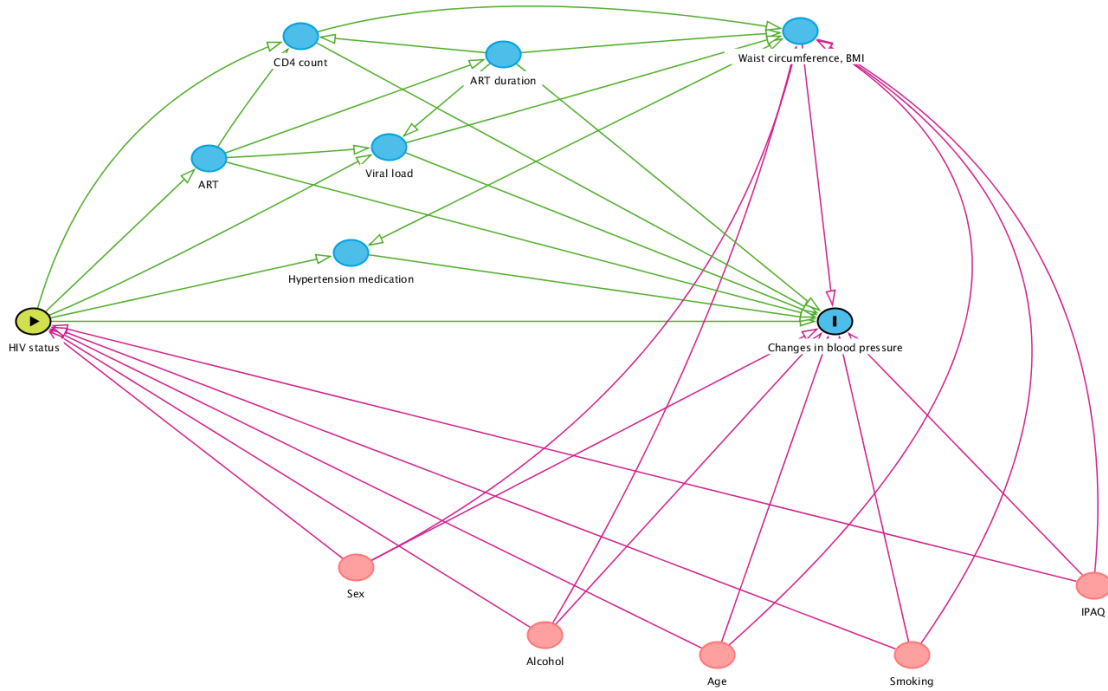 CD4 count
Waist circumference, BMI
ART duration
Viral load
ART
Hypertension medication
HIV status
Changes in blood pressure
Sex
IPAQ
Alcohol
Age
Smoking